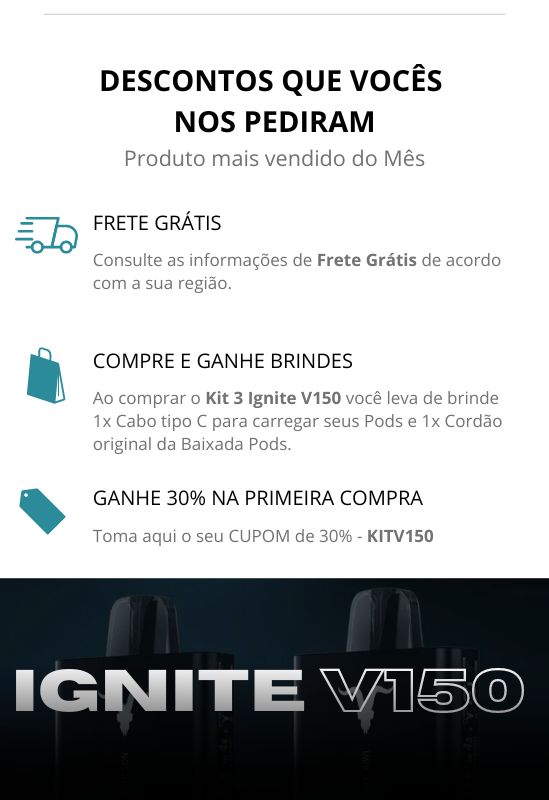 DESCONTOS QUE VOCÊS
NOS PEDIRAM
Produto mais vendido do Mês
FRETE GRÁTIS
Consulte as informações de Frete Grátis de acordo
com a sua região.
COMPRE E GANHE BRINDES
Ao comprar o Kit 3 Ignite V150 você leva de brinde
1x Cabo tipo C para carregar seus Pods e 1x Cordão
original da Baixada Pods.
GANHE 30% NA PRIMEIRA COMPRA
Toma aqui o seu CUPOM de 30% - KITV150
IGNITE V150